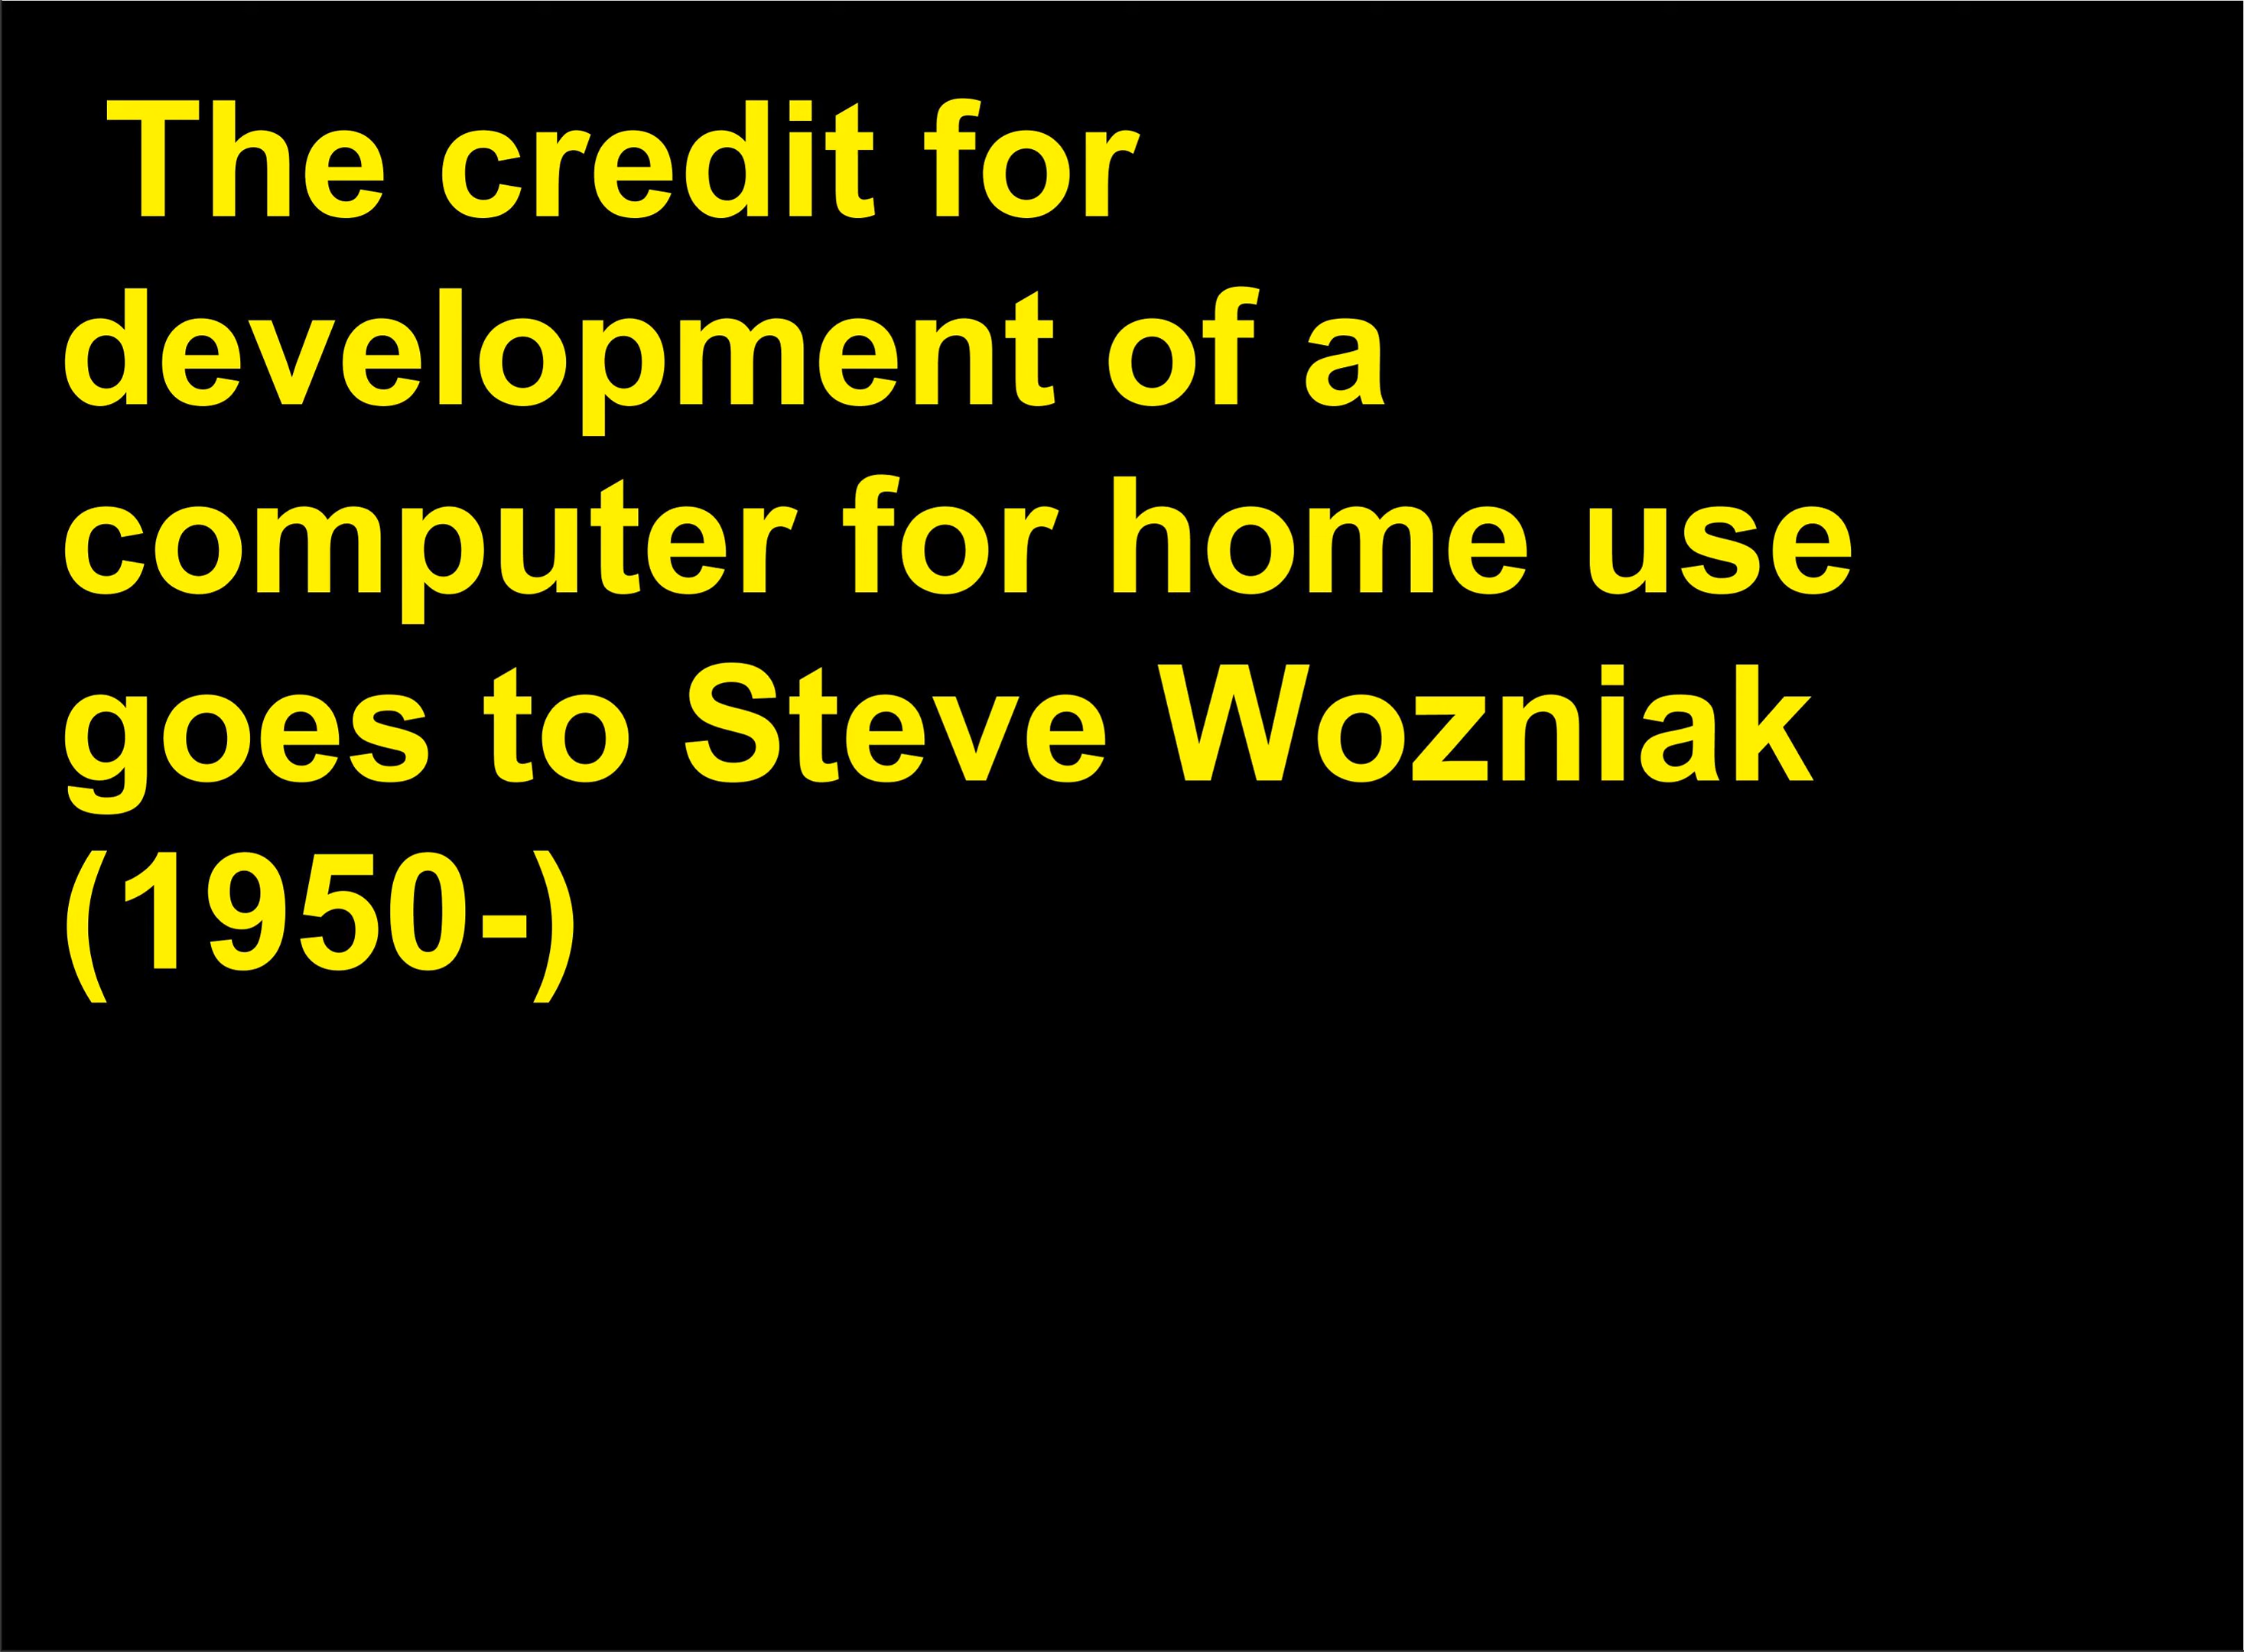 The credit for
development of a
computer for home use
goes to Steve Wozniak
(1950-)